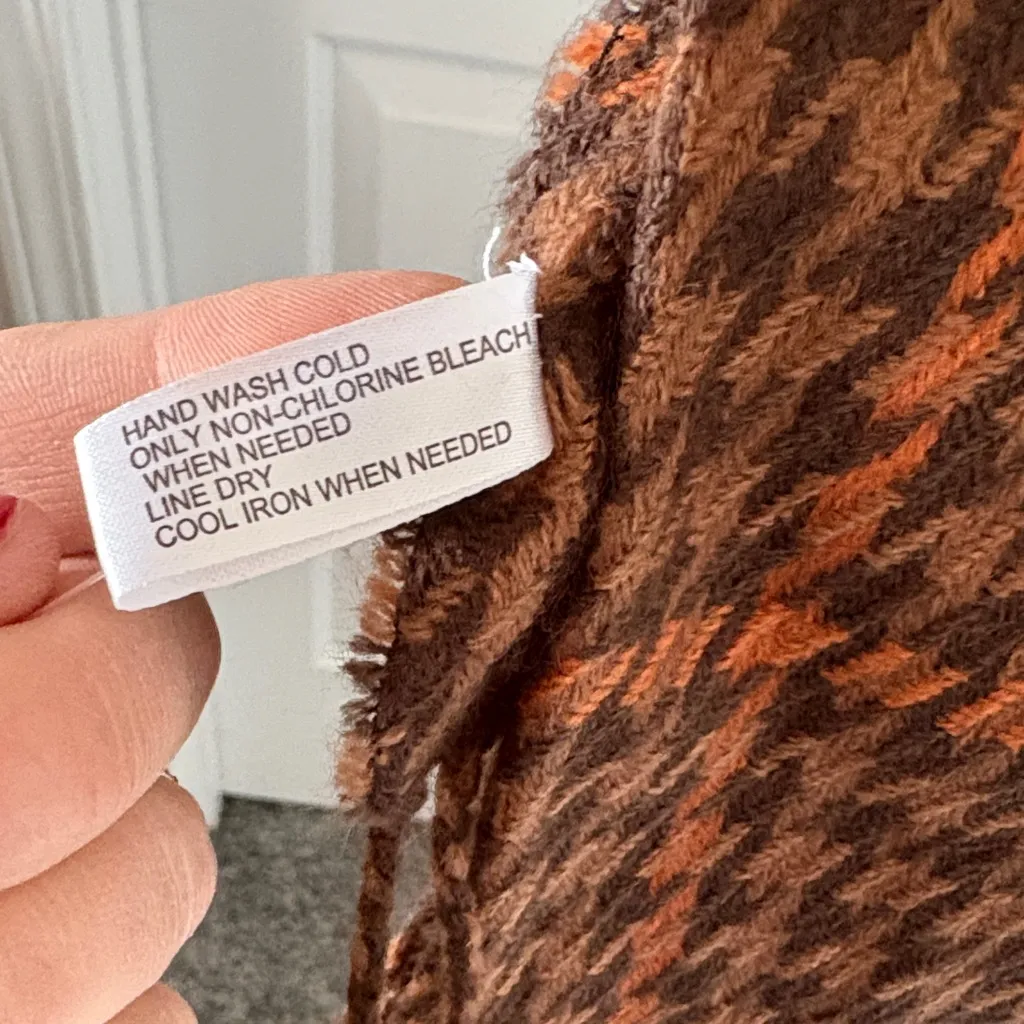 HAND WASH COLD
ONLY NON-CHLORINE BLEACH
WHEN NEEDED
LINE DRY
COOL IRON WHEN NEEDED